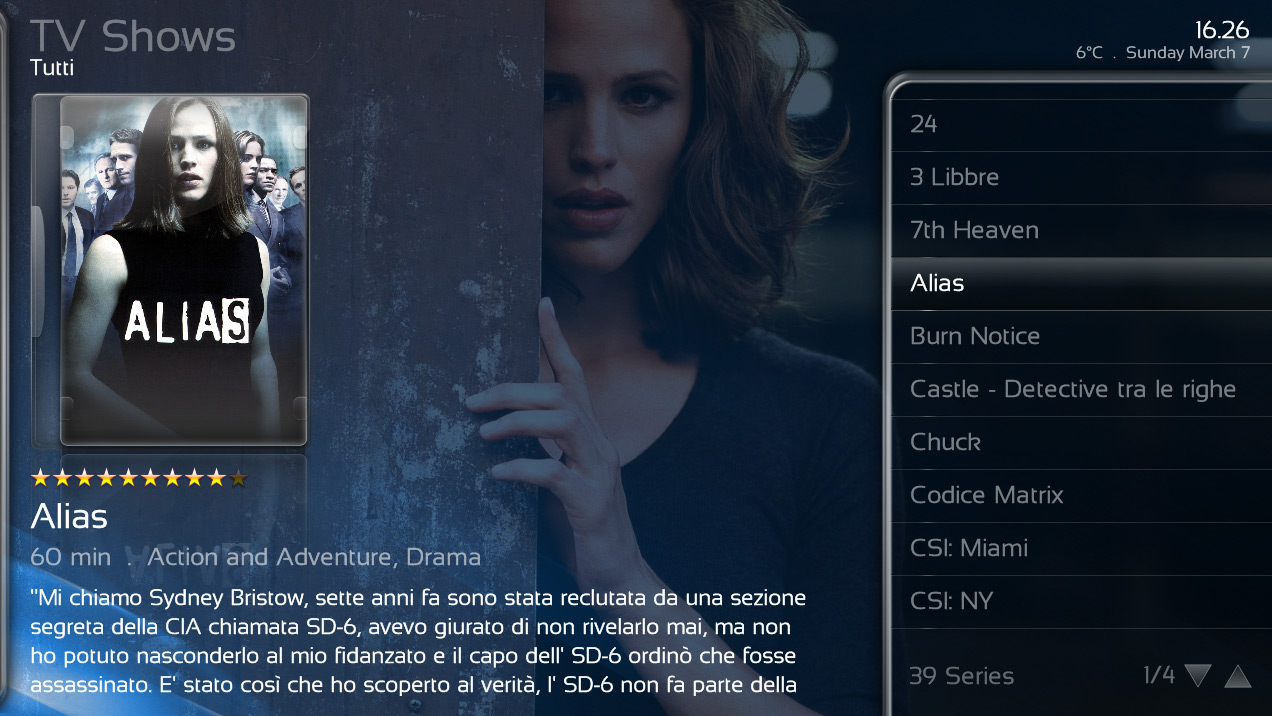 TV Shows
Tutti
16.26
6°C . Sunday March 7
ALIAS
Alias
60 min . Action and Adventure, Drama
"Mi chiamo Sydney Bristow, sette anni fa sono stata reclutata da una sezione
segreta della CIA chiamata SD-6, avevo giurato di non rivelarlo mai, ma non
ho potuto nasconderlo al mio fidanzato e il capo dell' SD-6 ordinò che fosse
assassinato. E' stato così che ho scoperto al verità, l' SD-6 non fa parte della
24
3 Libbre
7th Heaven
Alias
Burn Notice
Castle - Detective tra le righe
Chuck
Codice Matrix
CSI: Miami
CSI: NY
39 Series
1/4